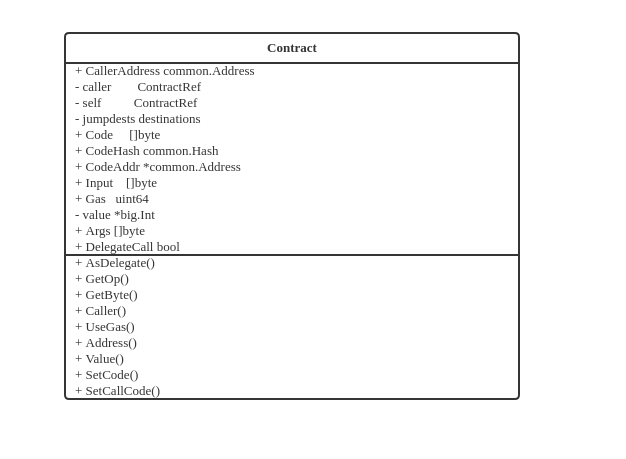 Contract
+ CallerAddress common.Address
- caller        ContractRef
- self          ContractRef
- jumpdests destinations
+ Code     []byte
+ CodeHash common.Hash
+ CodeAddr *common.Address
+ Input    []byte
+ Gas   uint64
- value *big.Int
+ Args []byte
+ DelegateCall bool
+ AsDelegate()
+ GetOp()
+ GetByte()
+ Caller()
+ UseGas()
+ Address()
+ Value()
+ SetCode()
+ SetCallCode()